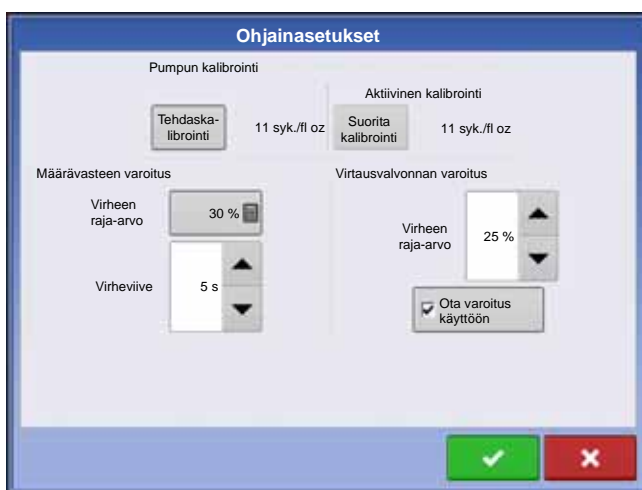 Ohjainasetukset
Pumpun kalibrointi
Aktiivinen kalibrointi
Tehdaska-
librointi
11 syk./fl oz
Suorita
kalibrointi
11 syk./fl oz
Määrävasteen varoitus
Virheen
raja-arvo
30 %
Virheviive
5 s
Virtausvalvonnan varoitus
Virheen
raja-arvo
25 %
Ota varoitus
käyttöön